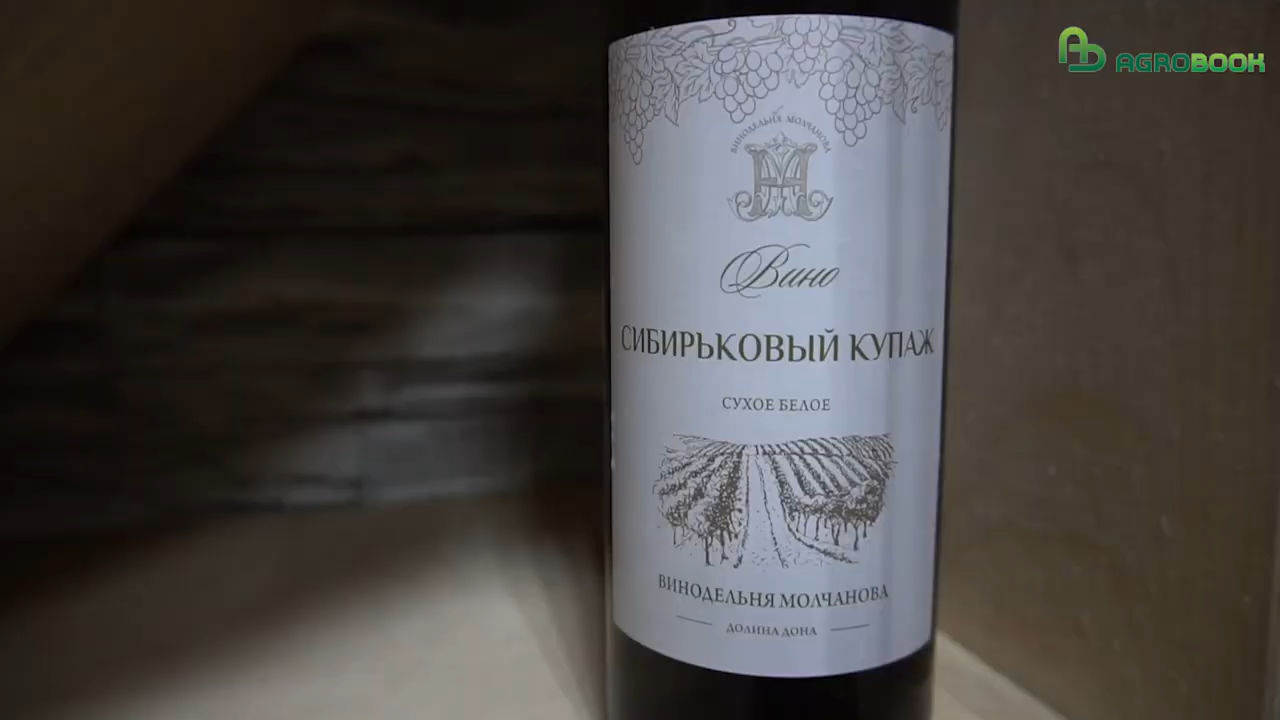 AGROBOOK
ВИНОДЕЛЬНЯ МОЛЧАНОВА
Вино
СИБИРЬКОВЫЙ КУПАЖ
СУХОЕ БЕЛОЕ
ВИНОДЕЛЬНЯ МОЛЧАНОВА
ДОЛИНА ДОНА